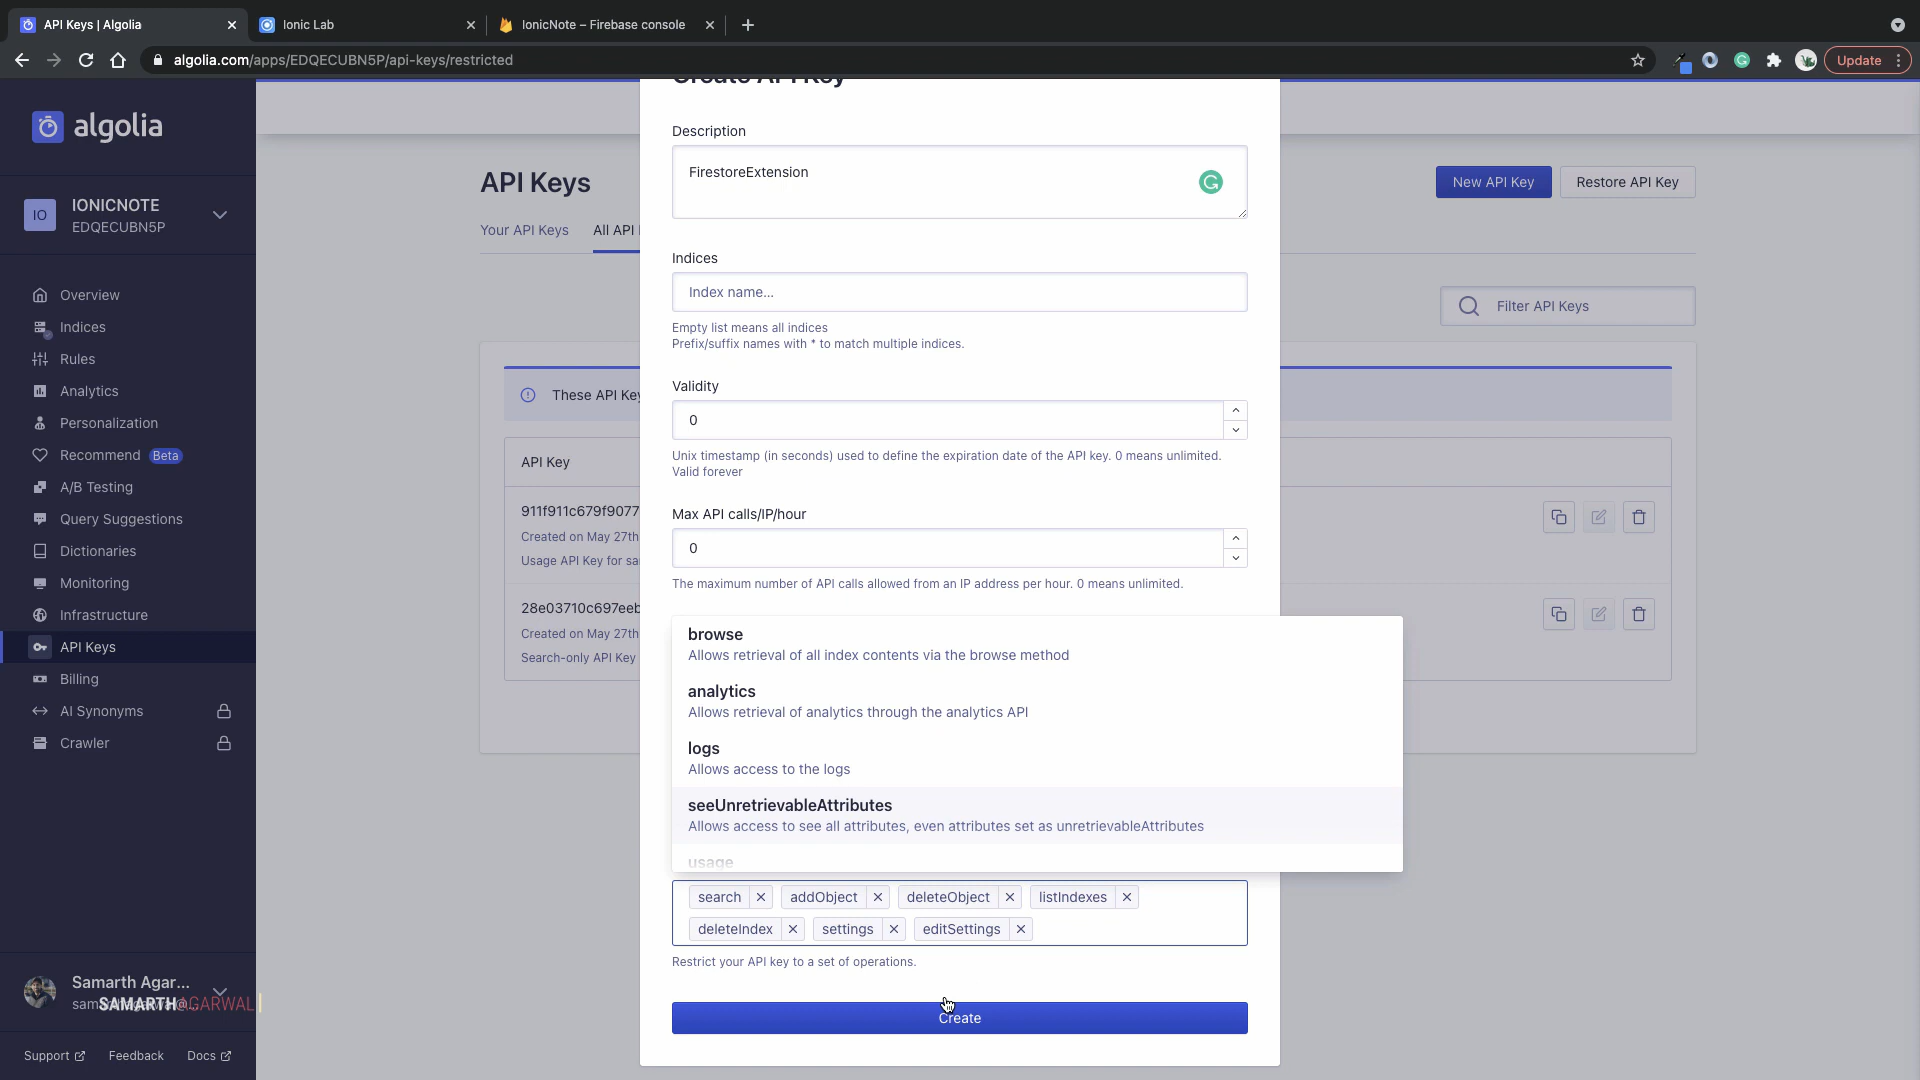 API Keys | Algolia
Ionic Lab
IonicNote – Firebase console
algolia.com/apps/EDQECUBN5P/api-keys/restricted
Update
algolia
IO
IONICNOTE
EDQECUBN5P
Overview
Indices
Rules
Analytics
Personalization
Recommend Beta
A/B Testing
Query Suggestions
Dictionaries
Monitoring
Infrastructure
API Keys
Billing
AI Synonyms
Crawler
Samarth Agar...
SAMARTH AGARWAL
Support
Feedback
Docs
API Keys
New API Key
Restore API Key
Your API Keys
All API
Filter API Keys
These API Key
API Key
911f911c679f9077
Created on May 27th
Usage API Key for sa
28e03710c697eeb
Created on May 27th
Search-only API Key
Create API Key
Description
FirestoreExtension
Indices
Index name...
Empty list means all indices
Prefix/suffix names with * to match multiple indices.
Validity
0
Unix timestamp (in seconds) used to define the expiration date of the API key. 0 means unlimited.
Valid forever
Max API calls/IP/hour
0
The maximum number of API calls allowed from an IP address per hour. 0 means unlimited.
browse
Allows retrieval of all index contents via the browse method
analytics
Allows retrieval of analytics through the analytics API
logs
Allows access to the logs
seeUnretrievableAttributes
Allows access to see all attributes, even attributes set as unretrievableAttributes
usage
search addObject deleteObject listIndexes
deleteIndex settings editSettings
Restrict your API key to a set of operations.
Create